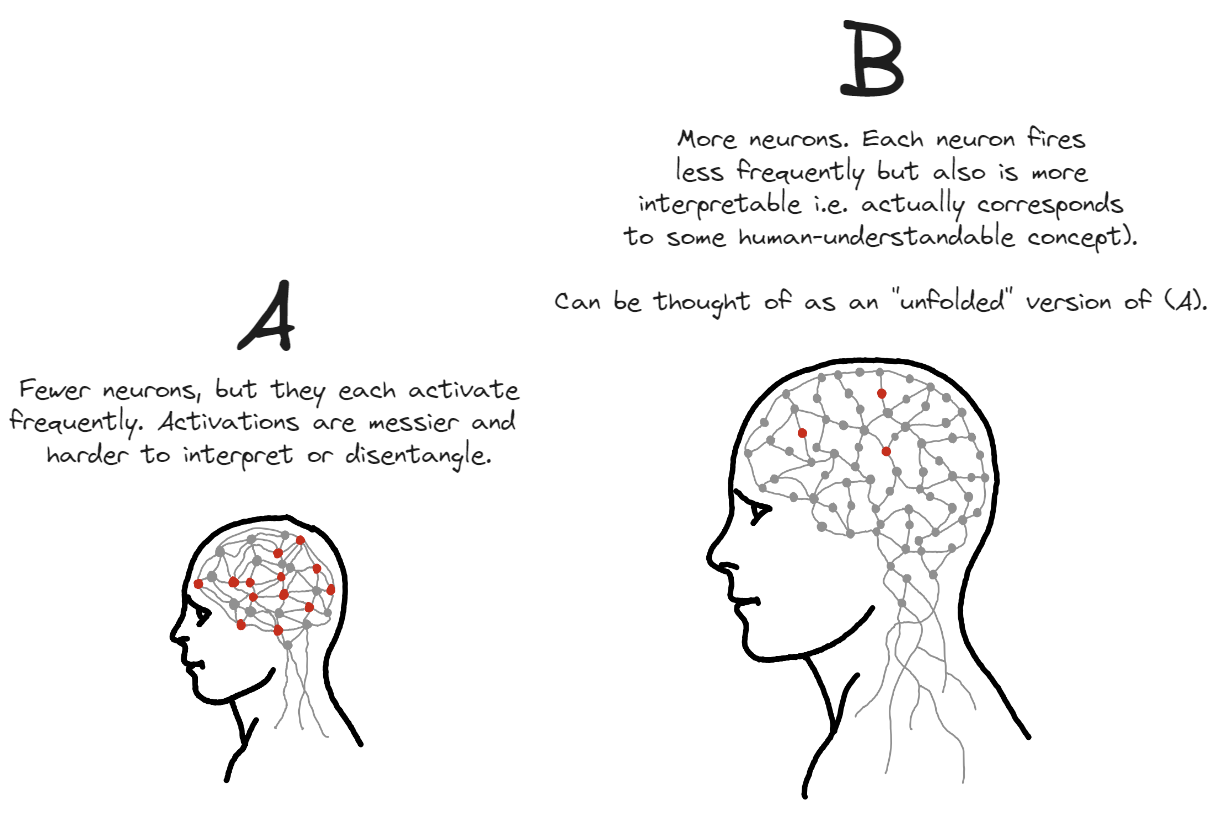 A
Fewer neurons, but they each activate
frequently. Activations are messier and
harder to interpret or disentangle.
B
More neurons. Each neuron fires
less frequently but also is more
interpretable i.e. actually corresponds
to some human-understandable concept).
Can be thought of as an "unfolded" version of (A).